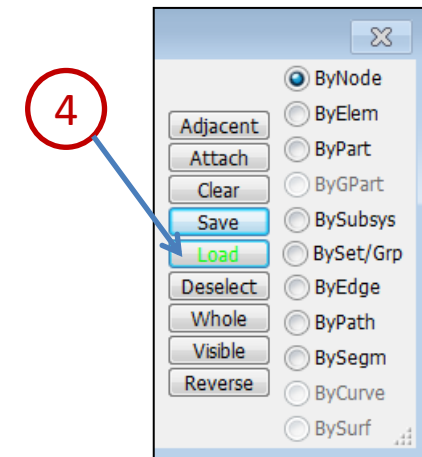 4
ByNode
ByElem
Adjacent
ByPart
Attach
ByGPart
Clear
BySubsys
Save
BySet/Grp
Load
ByEdge
Deselect
ByPath
Whole
BySegm
Visible
ByCurve
Reverse
BySurf